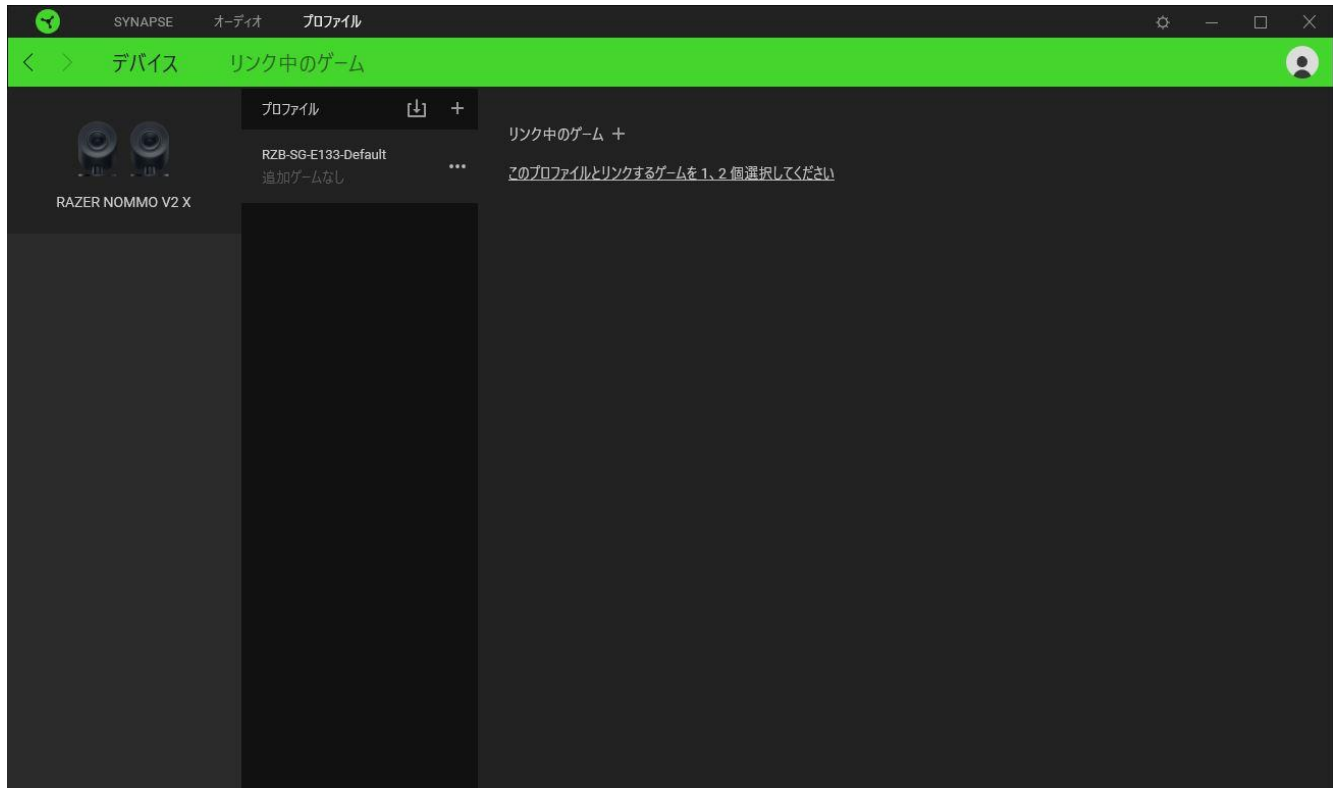 SYNAPSE オーディオ プロファイル
デバイス リンク中のゲーム
プロファイル
RZB-SG-E133-Default
追加ゲームなし
RAZER NOMMO V2 X
リンク中のゲーム
このプロファイルとリンクするゲームを 1、2 個選択してください